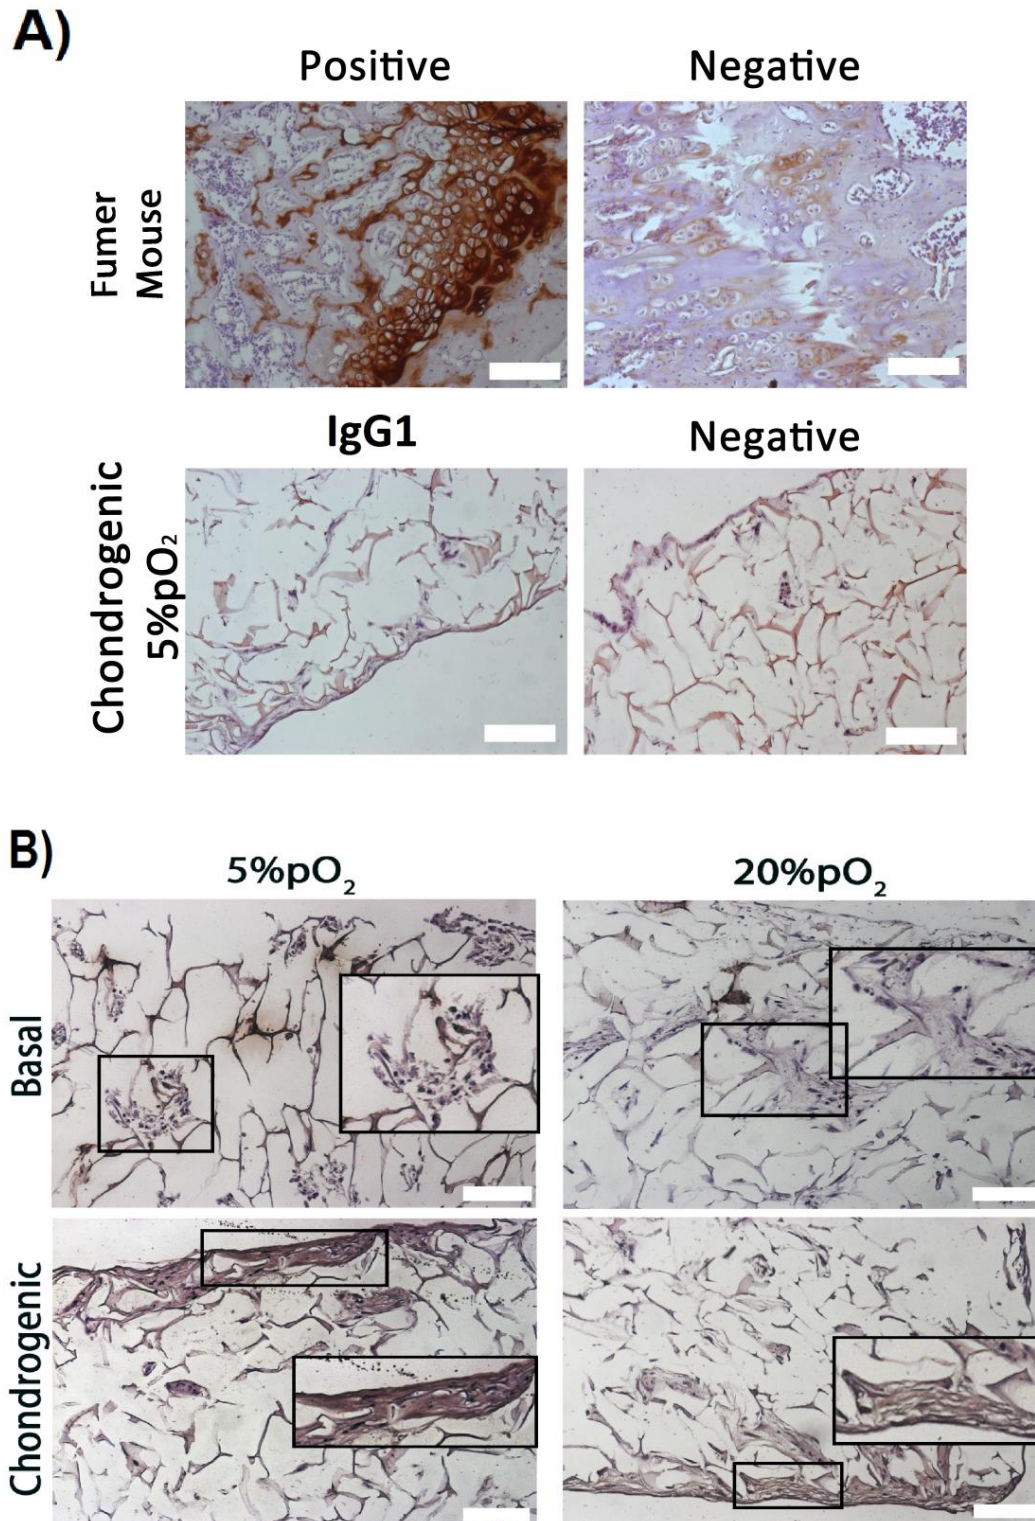 A)
Positive
Negative
Fumer
Mouse
IgG1
Negative
Chondrogenic
5%pO₂
B)
5%pO₂
20%pO₂
Basal
Chondrogenic